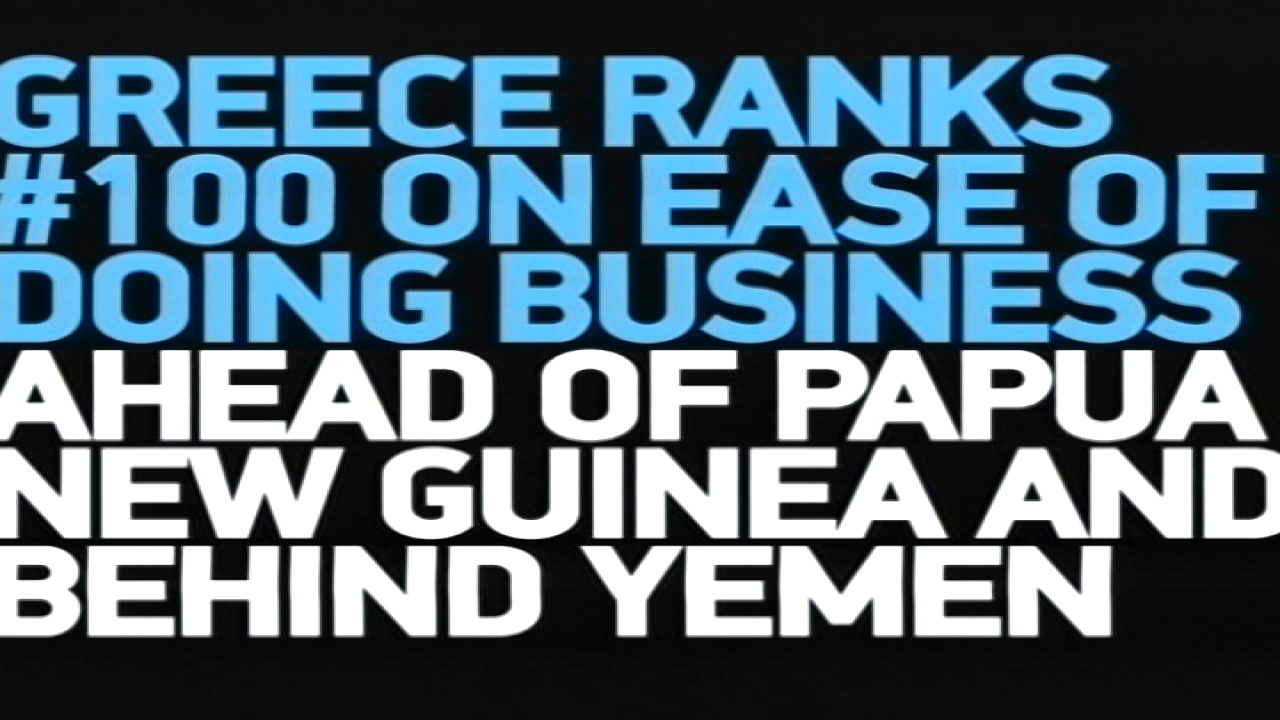 GREECE RANKS
#100 ON EASE OF
DOING BUSINESS
AHEAD OF PAPUA
NEW GUINEA AND
BEHIND YEMEN